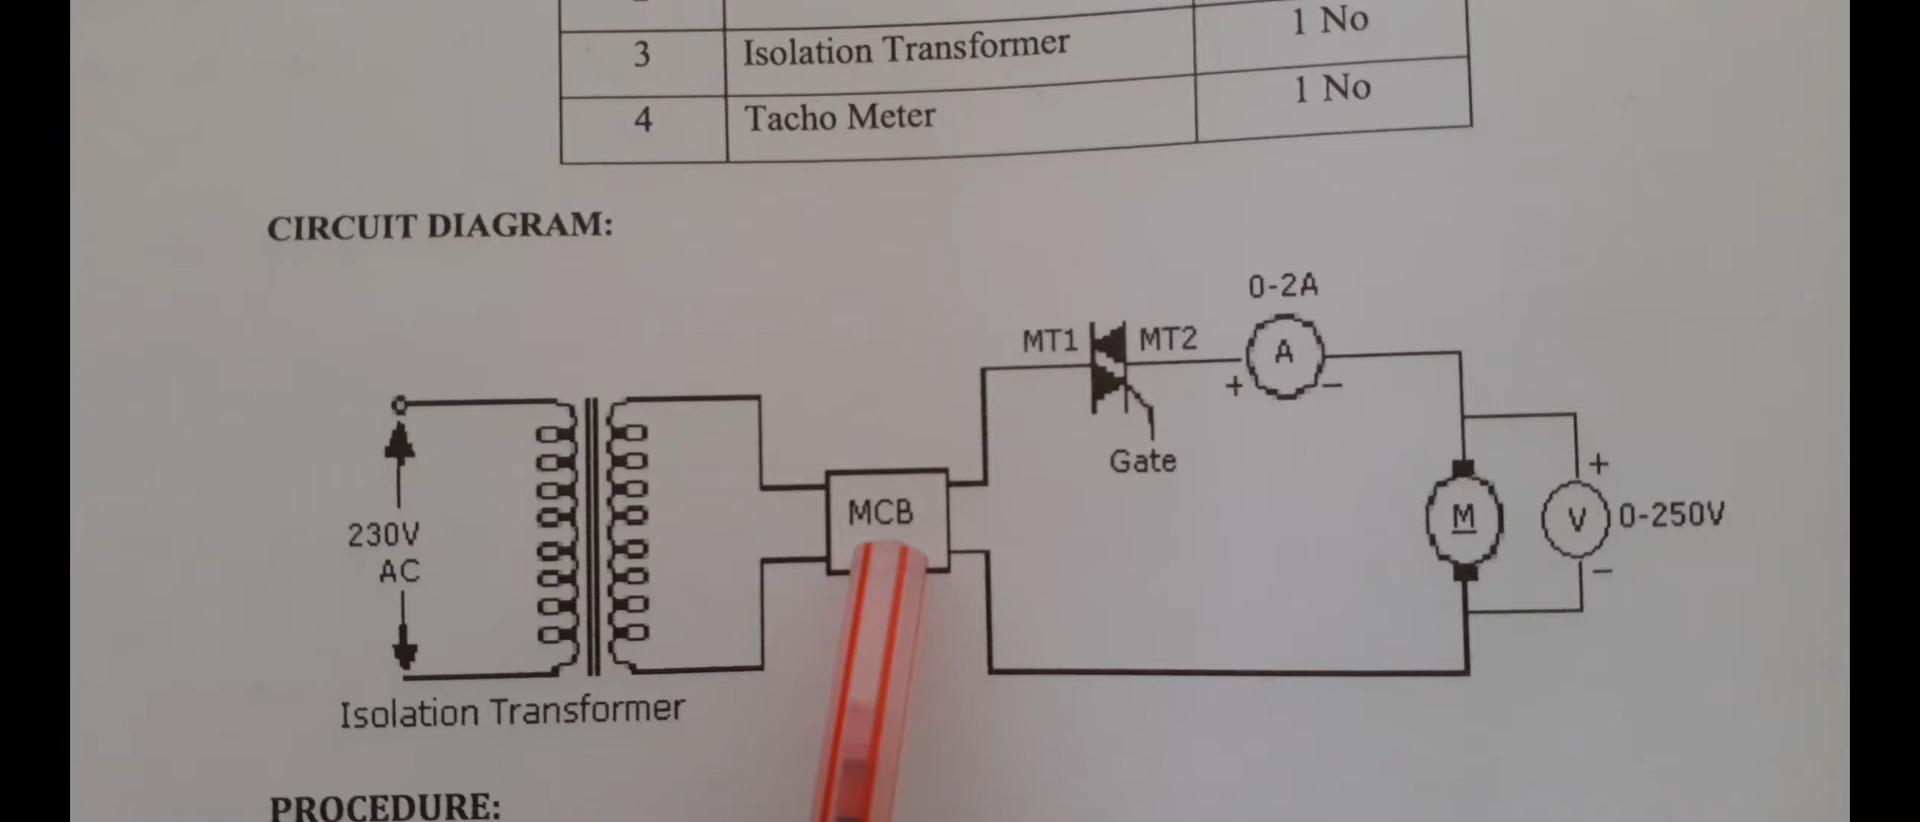 1 No
3 Isolation Transformer
1 No
4 Tacho Meter
CIRCUIT DIAGRAM:
0-2A
MT1 MT2
A
+ −
Gate
230V
AC
MCB
M
+
V 0-250V
−
Isolation Transformer
PROCEDURE: